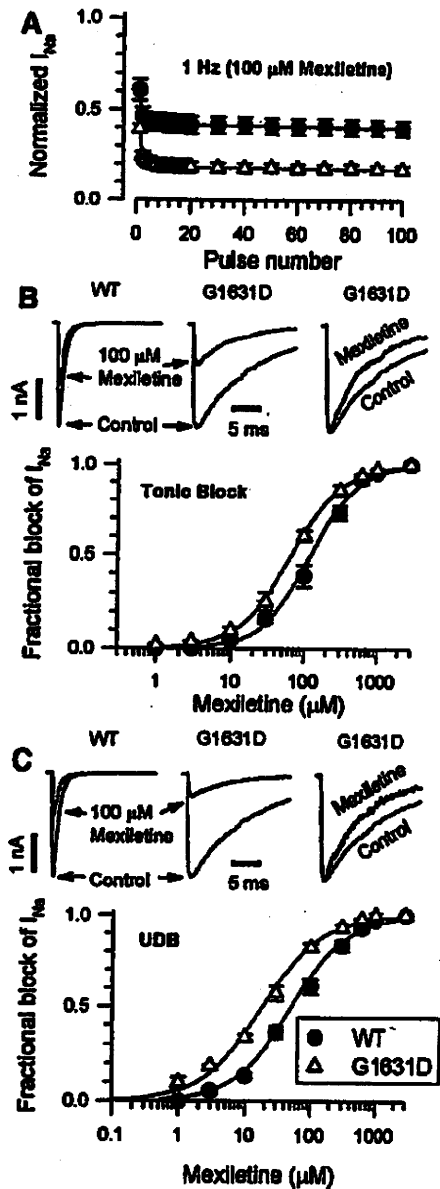 A
Normalized I_Na
1.0
0.5
0.0
1 Hz (100 μM Mexiletine)
0 20 40 60 80 100
Pulse number
B
WT G1631D G1631D
1 nA
100 μM
Mexiletine
Control
5 ms
Mexiletine
Control
Fractional block of I_Na
1.0
0.5
0.0
Tonic Block
1 10 100 1000
Mexiletine (μM)
C
WT G1631D G1631D
1 nA
100 μM
Mexiletine
Control
5 ms
Mexiletine
Control
Fractional block of I_Na
1.0
0.5
0.0
UDB
WT
G1631D
0.1 1 10 100 1000
Mexiletine (μM)